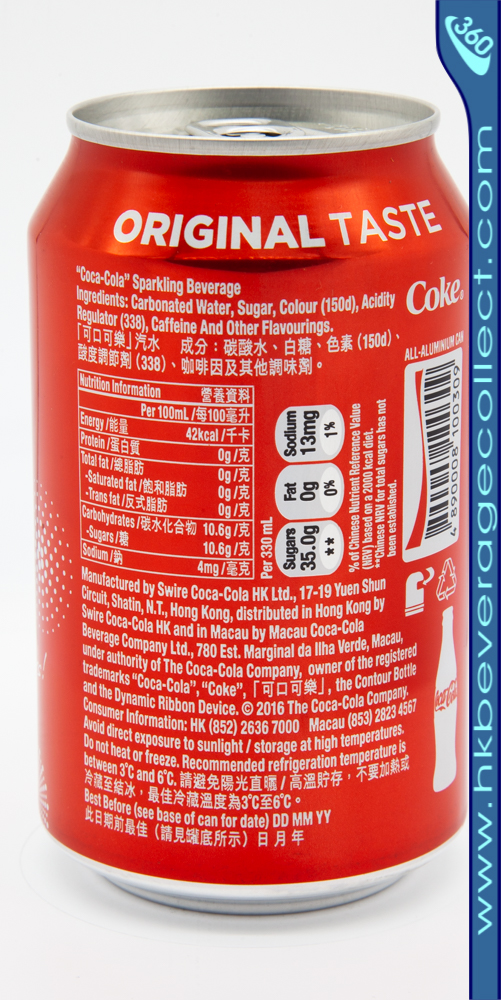 360
www.hkbeveragecollect.com
ORIGINAL TASTE
"Coca-Cola" Sparkling Beverage
Ingredients: Carbonated Water, Sugar, Colour (150d), Acidity
Regulator (338), Caffeine And Other Flavourings.
「可口可樂」汽水 成分：碳酸水、白糖、色素 (150d)、
酸度調節劑 (338)、咖啡因及其他調味劑。
Nutrition Information 營養資料
Per 100mL /每100毫升
Energy /能量 42kcal /千卡
Protein /蛋白質 0g /克
Total fat /總脂肪 0g /克
-Saturated fat /飽和脂肪 0g /克
-Trans fat /反式脂肪 0g /克
Carbohydrates /碳水化合物 10.6g /克
-Sugars /糖 10.6g /克
Sodium /鈉 4mg /毫克
Per 330 mL
Sugars 35.0g **
Fat 0g 0%
Sodium 13mg 1%
% of Chinese Nutrient Reference Value
(NRV) based on a 2000 kcal diet.
**Chinese NRV for total sugars has not
been established.
Coke®
ALL-ALUMINIUM CAN
4 890008 100309
Coca-Cola
Manufactured by Swire Coca-Cola HK Ltd., 17-19 Yuen Shun
Circuit, Shatin, N.T., Hong Kong, distributed in Hong Kong by
Swire Coca-Cola HK and in Macau by Macau Coca-Cola
Beverage Company Ltd., 780 Est. Marginal da Ilha Verde, Macau,
under authority of The Coca-Cola Company, owner of the registered
trademarks "Coca-Cola", "Coke", 「可口可樂」, the Contour Bottle
and the Dynamic Ribbon Device. © 2016 The Coca-Cola Company.
Consumer Information: HK (852) 2636 7000 Macau (853) 2823 4567
Avoid direct exposure to sunlight / storage at high temperatures.
Do not heat or freeze. Recommended refrigeration temperature is
between 3°C and 6°C. 請避免陽光直曬 / 高溫貯存，不要加熱或
冷藏至結冰，最佳冷藏溫度為3°C至6°C。
Best Before (see base of can for date) DD MM YY
此日期前最佳（請見罐底所示）日 月 年